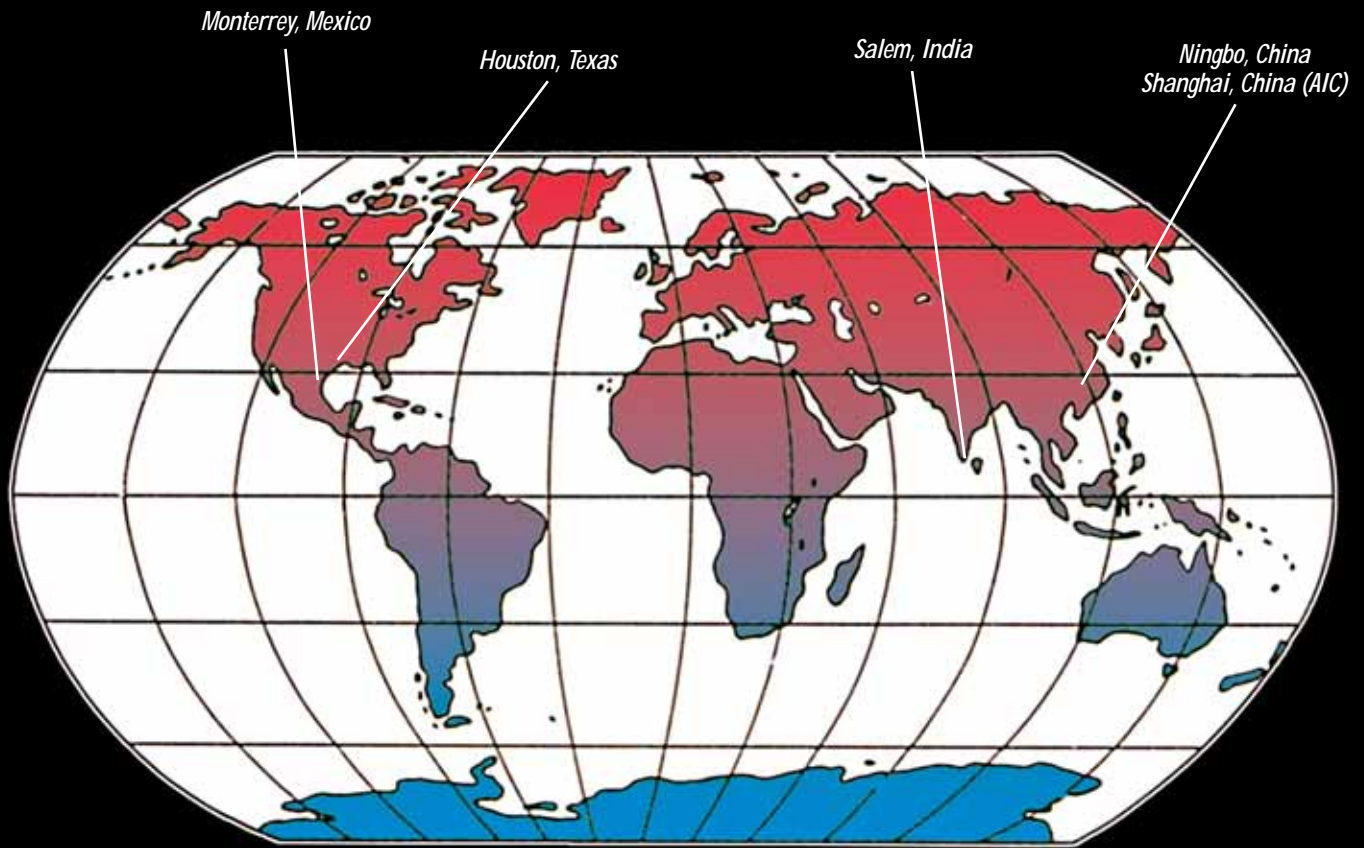 Monterrey, Mexico
Houston, Texas
Salem, India
Ningbo, China
Shanghai, China (AIC)